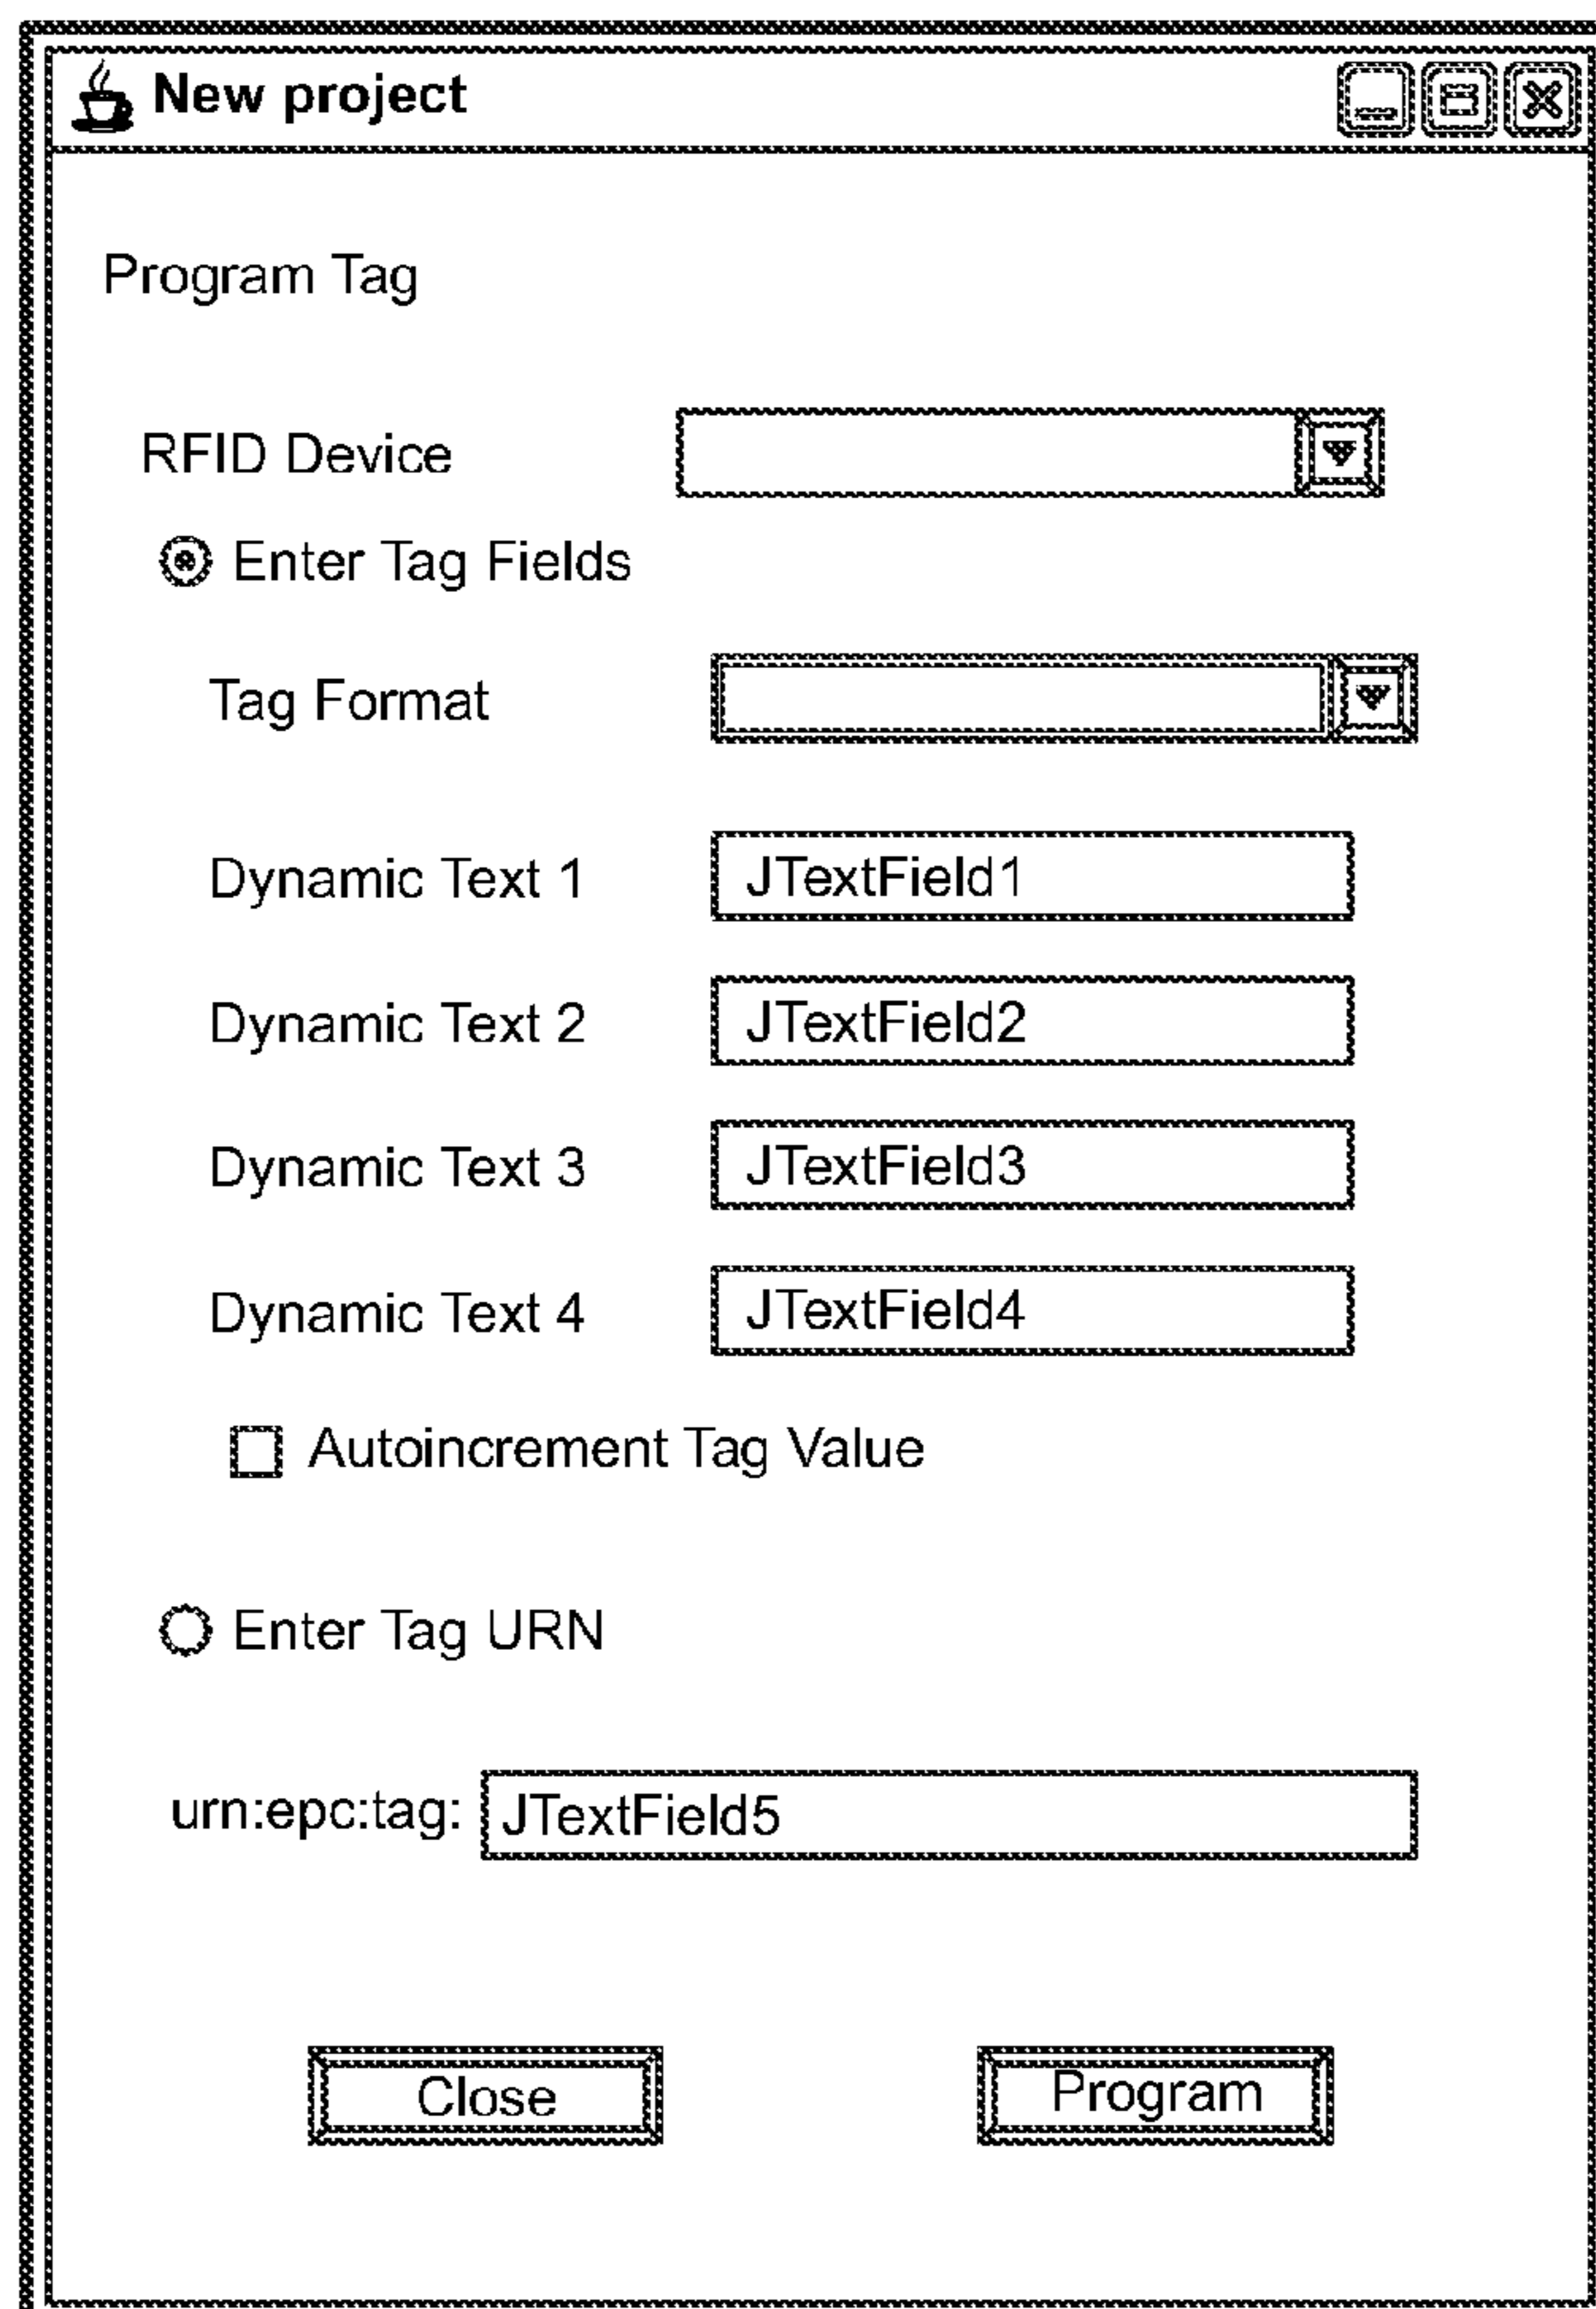 New project
Program Tag
RFID Device
Enter Tag Fields
Tag Format
Dynamic Text 1 JTextField1
Dynamic Text 2 JTextField2
Dynamic Text 3 JTextField3
Dynamic Text 4 JTextField4
Autoincrement Tag Value
Enter Tag URN
urn:epc:tag: JTextField5
Close Program